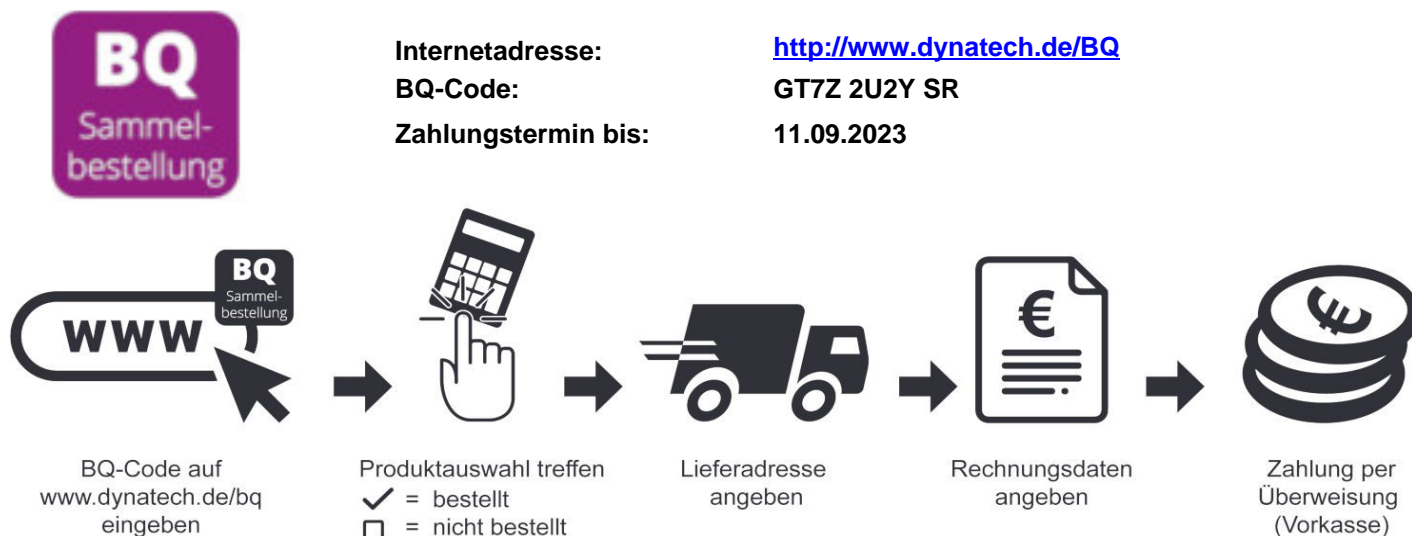 BQ
Sammel-
bestellung
Internetadresse: http://www.dynatech.de/BQ
BQ-Code: GT7Z 2U2Y SR
Zahlungstermin bis: 11.09.2023
BQ
Sammel-
bestellung
www
€
€
BQ-Code auf
www.dynatech.de/bq
eingeben
Produktauswahl treffen
✓ = bestellt
☐ = nicht bestellt
Lieferadresse
angeben
Rechnungsdaten
angeben
Zahlung per
Überweisung
(Vorkasse)